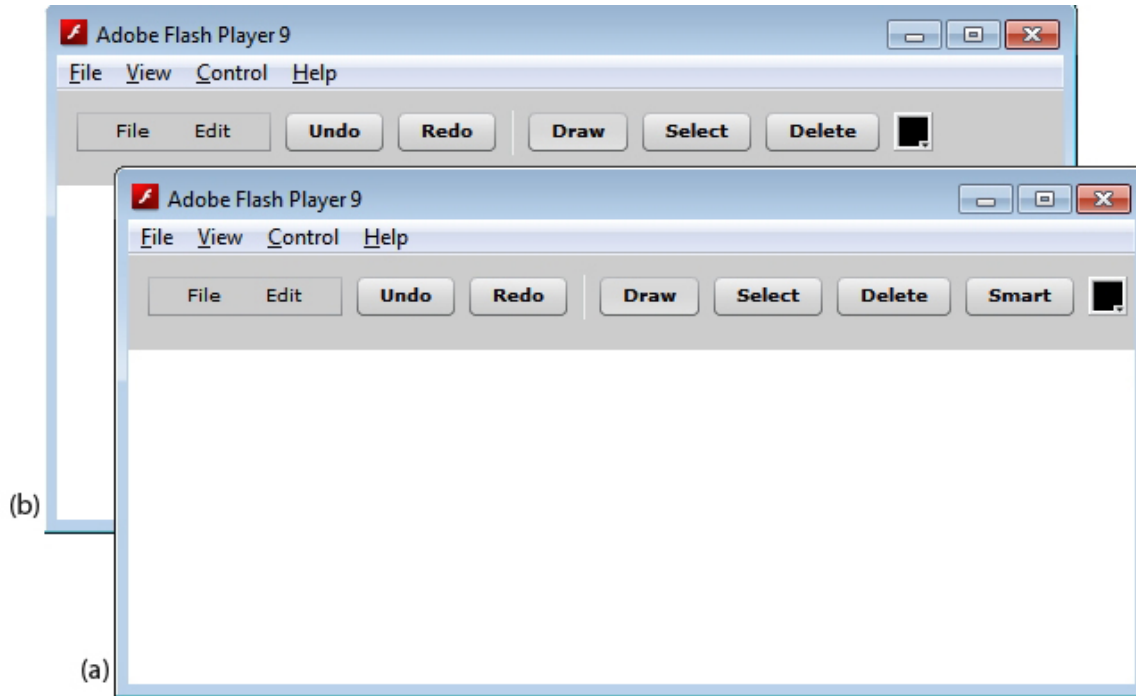 Adobe Flash Player 9
File View Control Help
File Edit Undo Redo Draw Select Delete
Adobe Flash Player 9
File View Control Help
File Edit Undo Redo Draw Select Delete Smart
(b)
(a)